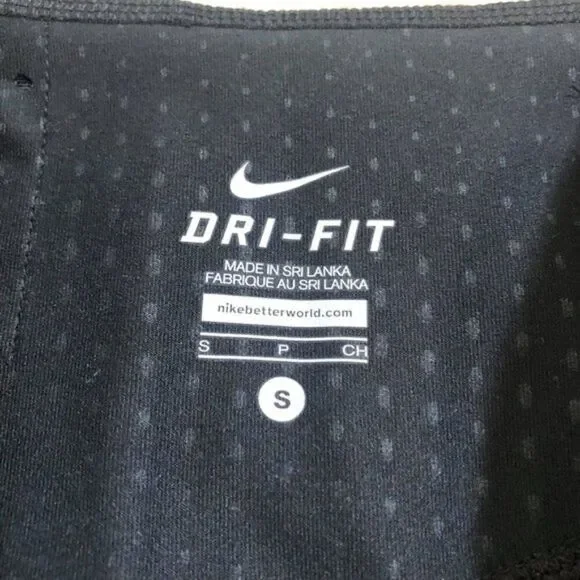 DRI-FIT
MADE IN SRI LANKA
FABRIQUE AU SRI LANKA
nikebetterworld.com
S P CH
S